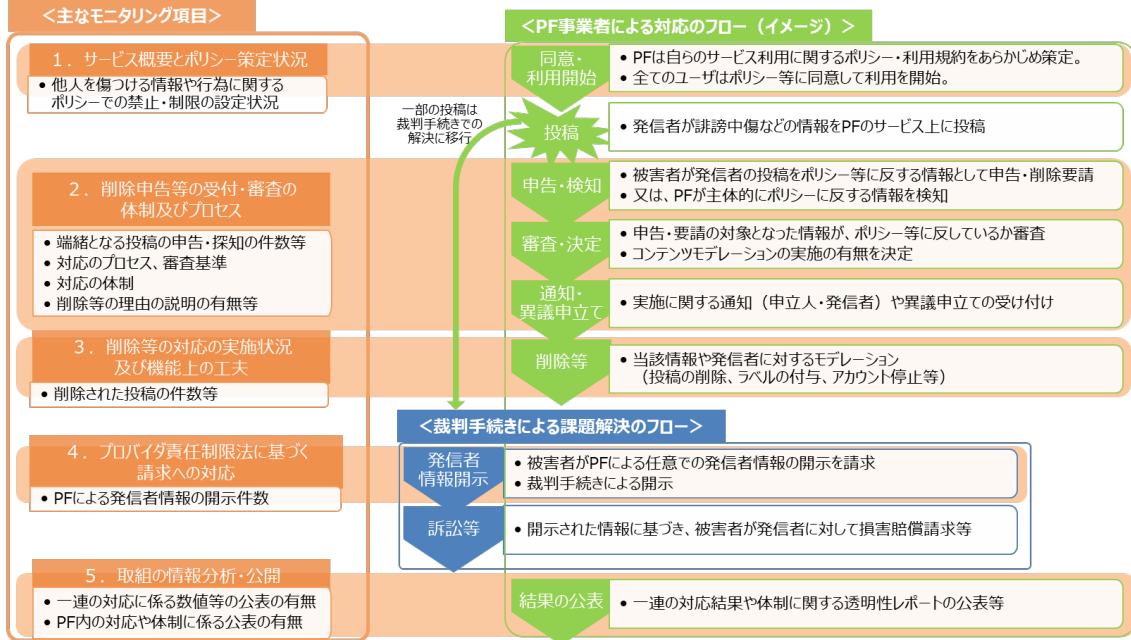 ＜主なモニタリング項目＞
１．サービス概要とポリシー策定状況
• 他人を傷つける情報や行為に関する
ポリシーでの禁止・制限の設定状況
２．削除申告等の受付・審査の
体制及びプロセス
• 端緒となる投稿の申告・探知の件数等
• 対応のプロセス、審査基準
• 対応の体制
• 削除等の理由の説明の有無等
３．削除等の対応の実施状況
及び機能上の工夫
• 削除された投稿の件数等
４．プロバイダ責任制限法に基づく
請求への対応
• PFによる発信者情報の開示件数
５．取組の情報分析・公開
• 一連の対応に係る数値等の公表の有無
• PF内の対応や体制に係る公表の有無
＜PF事業者による対応のフロー（イメージ）＞
同意・
利用開始
• PFは自らのサービス利用に関するポリシー・利用規約をあらかじめ策定。
• 全てのユーザはポリシー等に同意して利用を開始。
一部の投稿は
裁判手続きでの
解決に移行
投稿
• 発信者が誹謗中傷などの情報をPFのサービス上に投稿
申告・検知
• 被害者が発信者の投稿をポリシー等に反する情報として申告・削除要請
• 又は、PFが主体的にポリシーに反する情報を検知
審査・決定
• 申告・要請の対象となった情報が、ポリシー等に反しているか審査
• コンテンツモデレーションの実施の有無を決定
通知・
異議申立て
• 実施に関する通知（申立人・発信者）や異議申立ての受け付け
削除等
• 当該情報や発信者に対するモデレーション
（投稿の削除、ラベルの付与、アカウント停止等）
＜裁判手続きによる課題解決のフロー＞
発信者
情報開示
• 被害者がPFによる任意での発信者情報の開示を請求
• 裁判手続きによる開示
訴訟等
• 開示された情報に基づき、被害者が発信者に対して損害賠償請求等
結果の公表
• 一連の対応結果や体制に関する透明性レポートの公表等